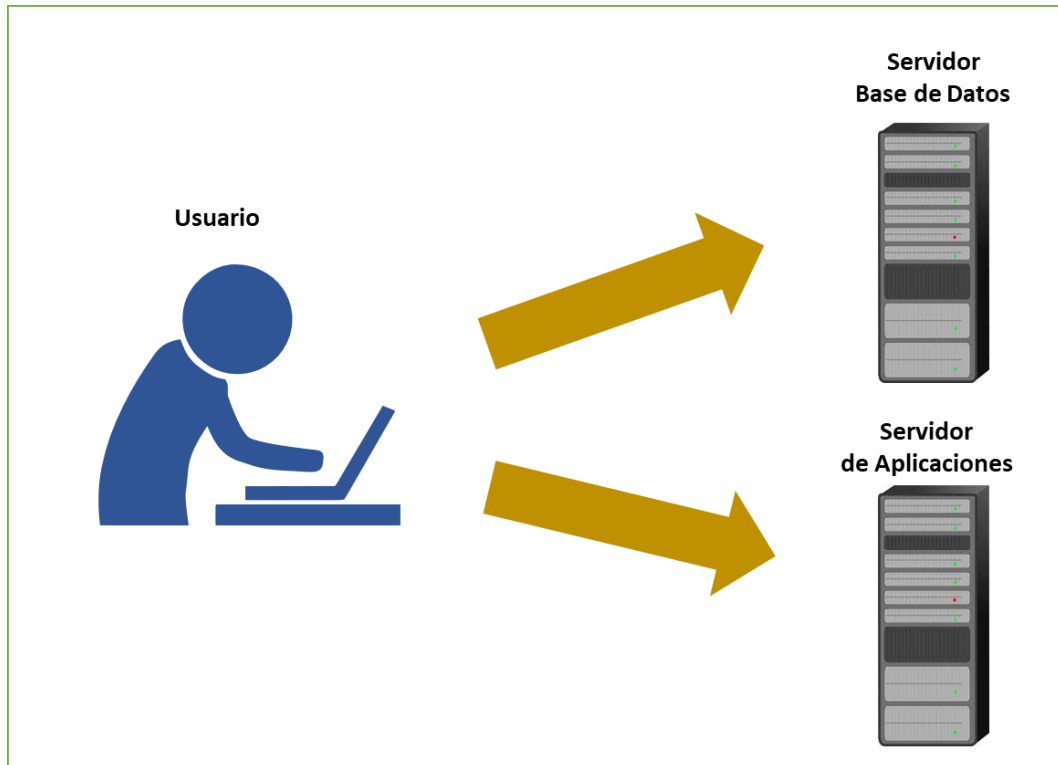 Servidor
Base de Datos
Usuario
Servidor
de Aplicaciones